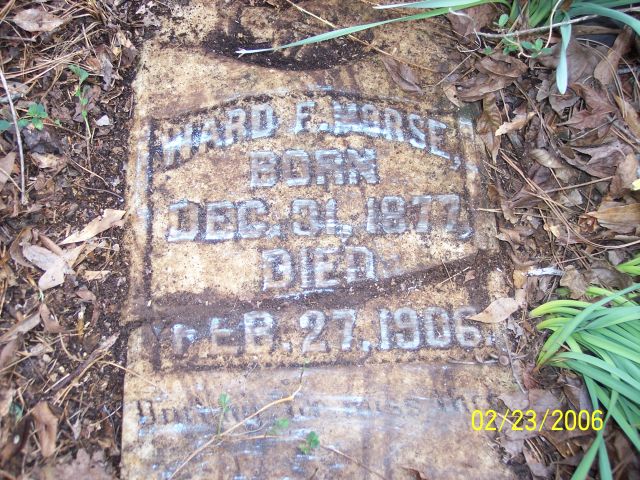 WARD F. MORSE,
BORN
DEC. 31, 1877,
DIED
FEB. 27, 1906.
02/23/2006